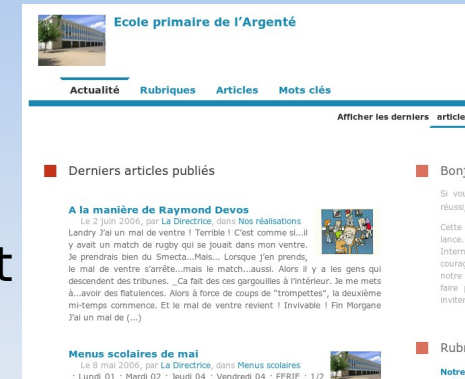 Ecole primaire de l'Argenté
Actualité Rubriques Articles Mots clés
Afficher les derniers article
Derniers articles publiés
A la manière de Raymond Devos
Le 2 juin 2006, par La Directrice, dans Nos réalisations
Landry J'ai un mal de ventre ! Terrible ! C'est comme si...il
y avait un match de rugby qui se jouait dans mon ventre.
Je prendrais bien du Smecta...Mais... Lorsque j'en prends,
le mal de ventre s'arrête...mais le match...aussi. Alors il y a les gens qui
descendent des tribunes. _Ca fait des ces gargouilles à l'intérieur. Je me mets
à...avoir des flatulences. Alors à force de coups de "trompettes", la deuxième
mi-temps commence. Et le mal de ventre revient ! Invivable ! Fin Morgane
J'ai un mal de (...)
Menus scolaires de mai
Le 8 mai 2006, par La Directrice, dans Menus scolaires
: Lundi 01 : Mardi 02 : Jeudi 04 : Vendredi 04 : FERIE : 1/2
t
Bonj
Si vou
réussi
Cette
lance.
Intern
courag
notre
faire
inviter
Rubr
Notre